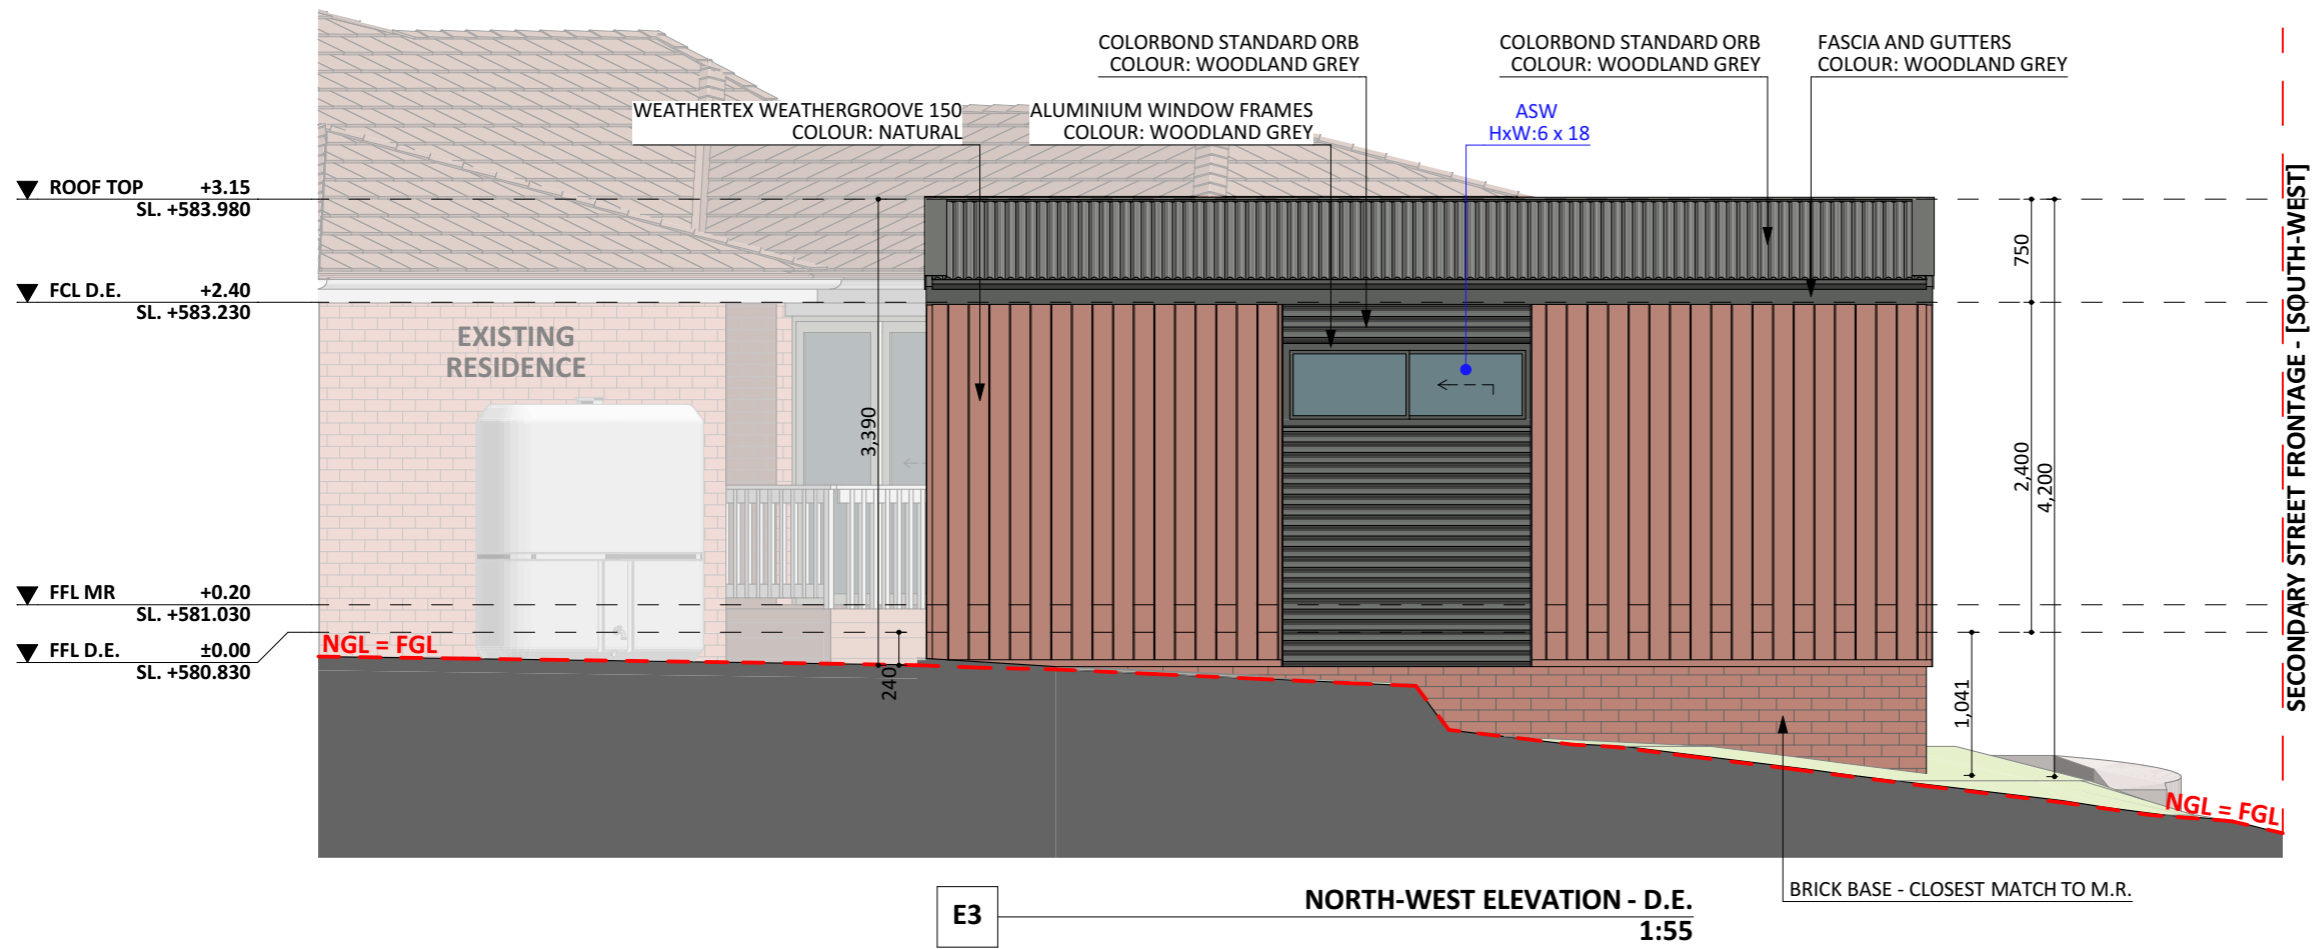 COLORBOND STANDARD ORB
COLOUR: WOODLAND GREY
COLORBOND STANDARD ORB
COLOUR: WOODLAND GREY
FASCIA AND GUTTERS
COLOUR: WOODLAND GREY
WEATHERTEX WEATHERGROOVE 150
COLOUR: NATURAL
ALUMINIUM WINDOW FRAMES
COLOUR: WOODLAND GREY
ASW
HxW:6 x 18
ROOF TOP +3.15
SL. +583.980
FCL D.E. +2.40
SL. +583.230
EXISTING
RESIDENCE
FFL MR +0.20
SL. +581.030
FFL D.E. ±0.00
SL. +580.830
NGL = FGL
3,390
240
750
2,400
4,200
1,041
SECONDARY STREET FRONTAGE - [SOUTH-WEST]
NGL = FGL
BRICK BASE - CLOSEST MATCH TO M.R.
E3
NORTH-WEST ELEVATION - D.E.
1:55